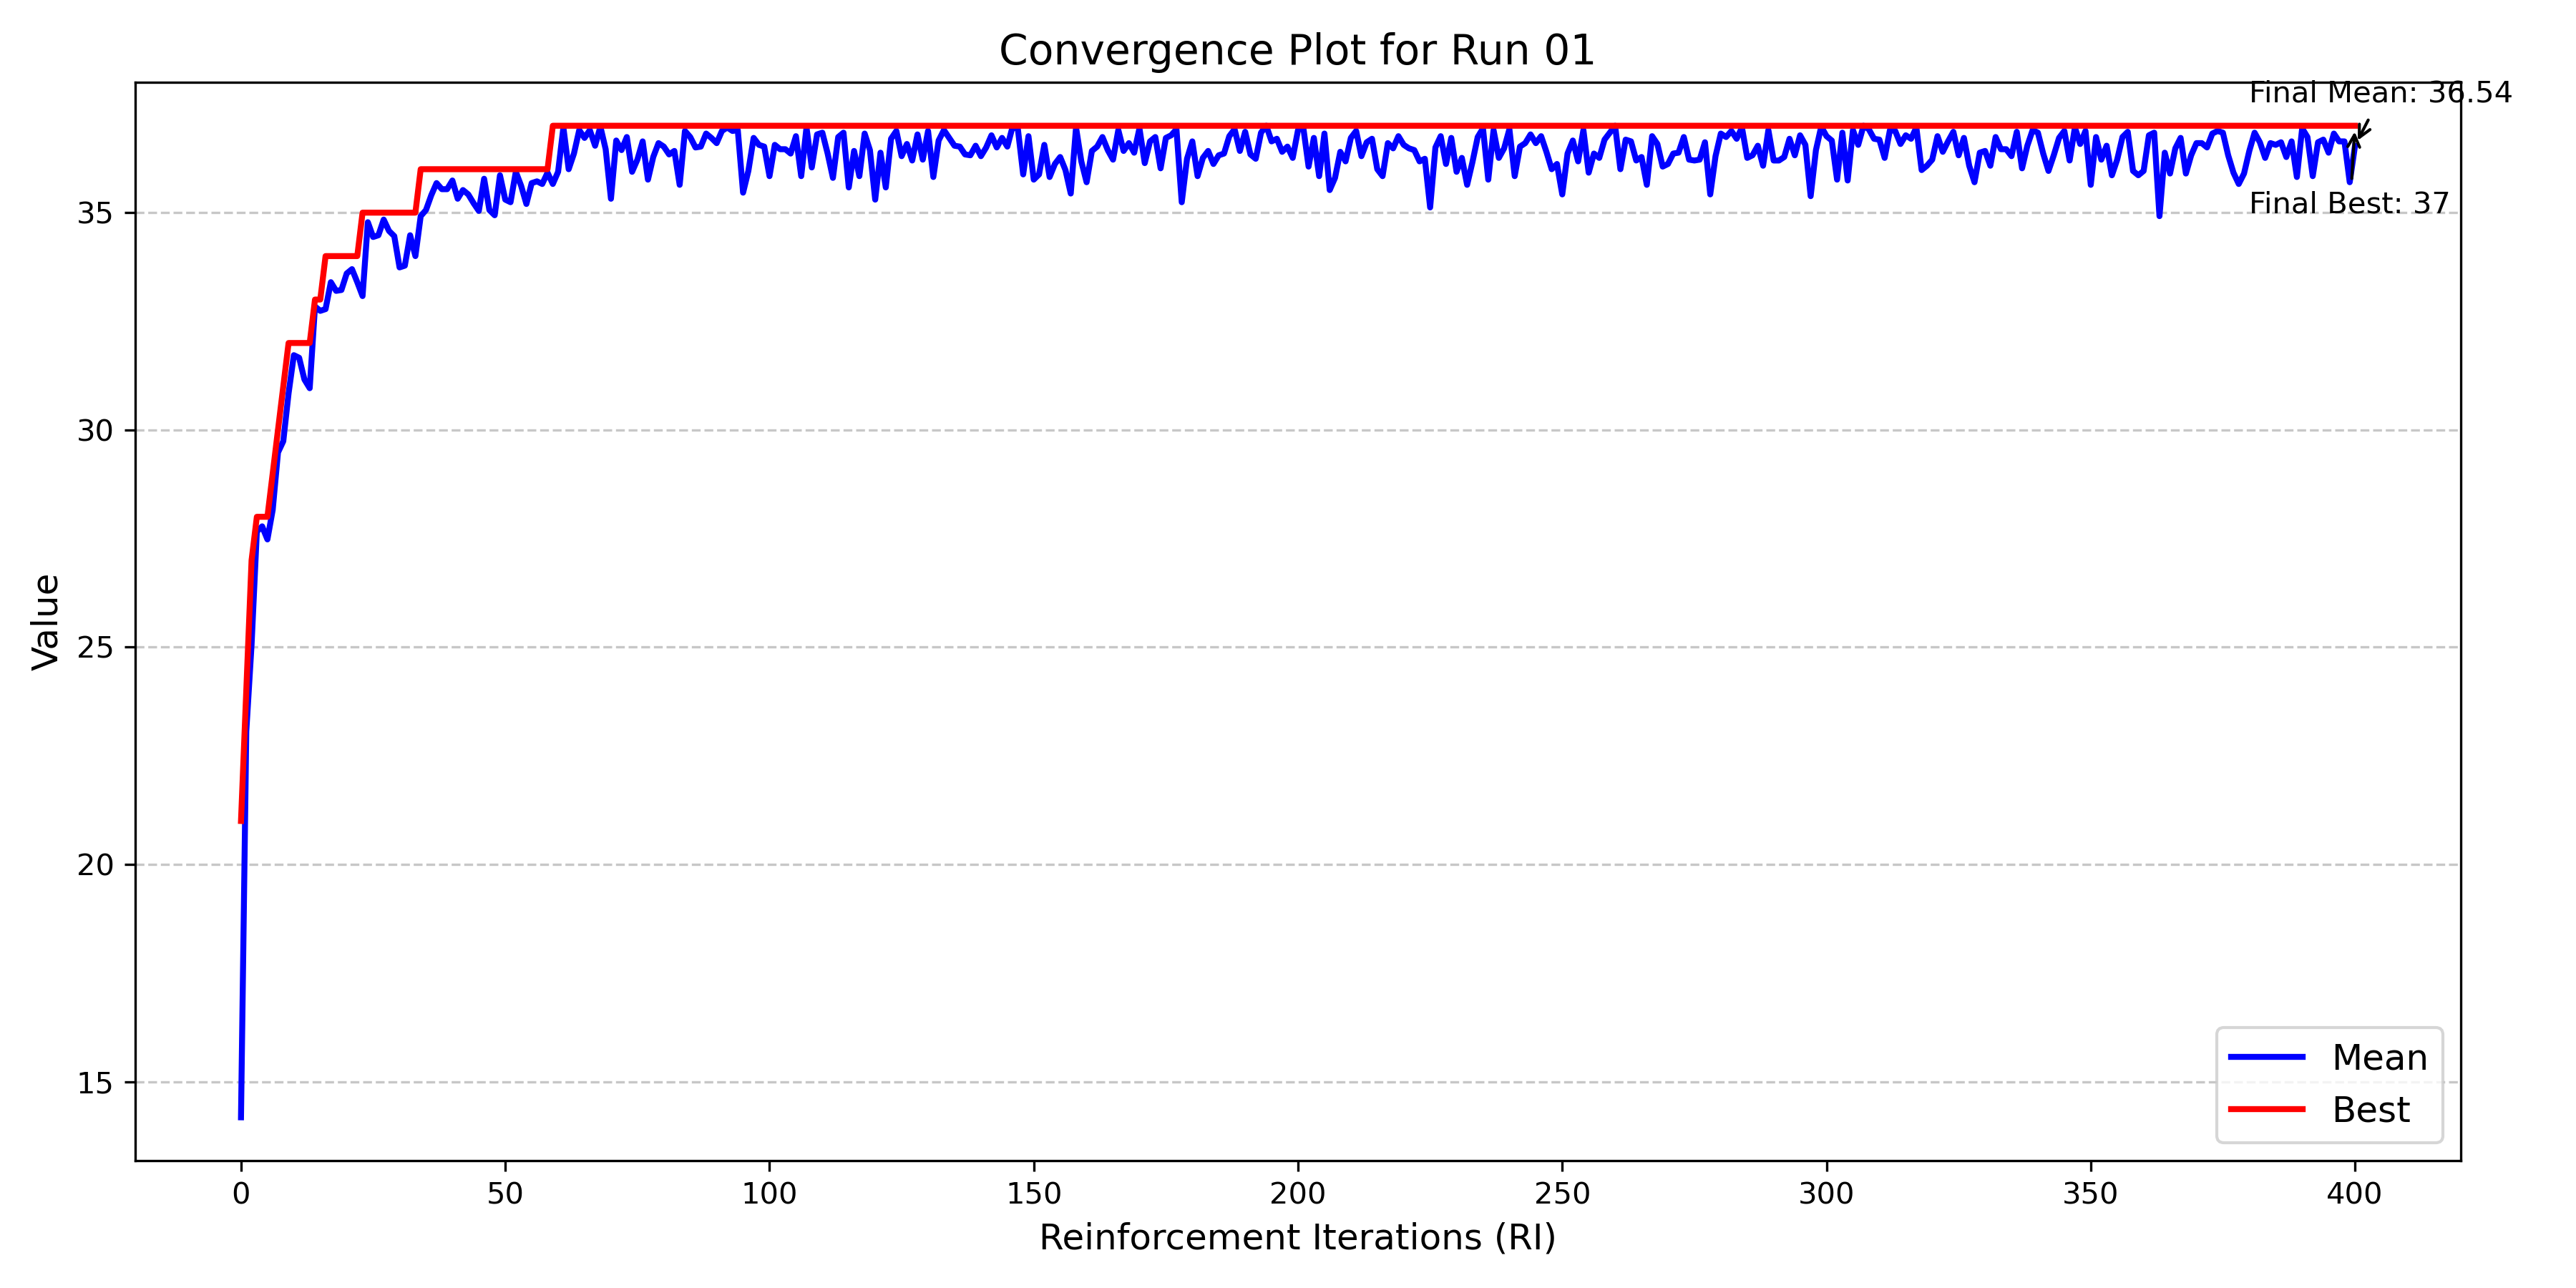 Convergence Plot for Run 01
Final Mean: 36.54
Final Best: 37
35
30
25
20
15
Value
0 50 100 150 200 250 300 350 400
Reinforcement Iterations (RI)
Mean
Best